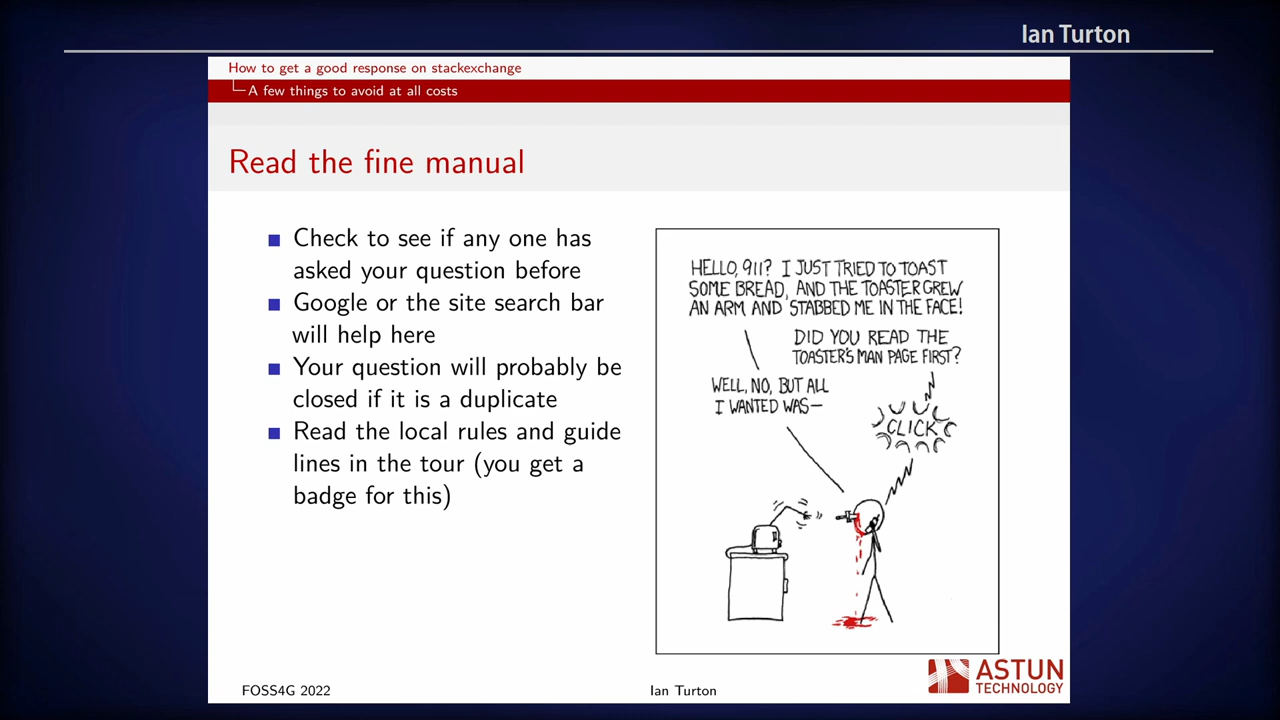 Ian Turton
How to get a good response on stackexchange
A few things to avoid at all costs
Read the fine manual
Check to see if any one has
asked your question before
Google or the site search bar
will help here
Your question will probably be
closed if it is a duplicate
Read the local rules and guide
lines in the tour (you get a
badge for this)
HELLO, 911? I JUST TRIED TO TOAST
SOME BREAD, AND THE TOASTER GREW
AN ARM AND STABBED ME IN THE FACE!
DID YOU READ THE
TOASTER'S MAN PAGE FIRST?
WELL, NO, BUT ALL
I WANTED WAS—
CLICK
FOSS4G 2022
Ian Turton
ASTUN
TECHNOLOGY